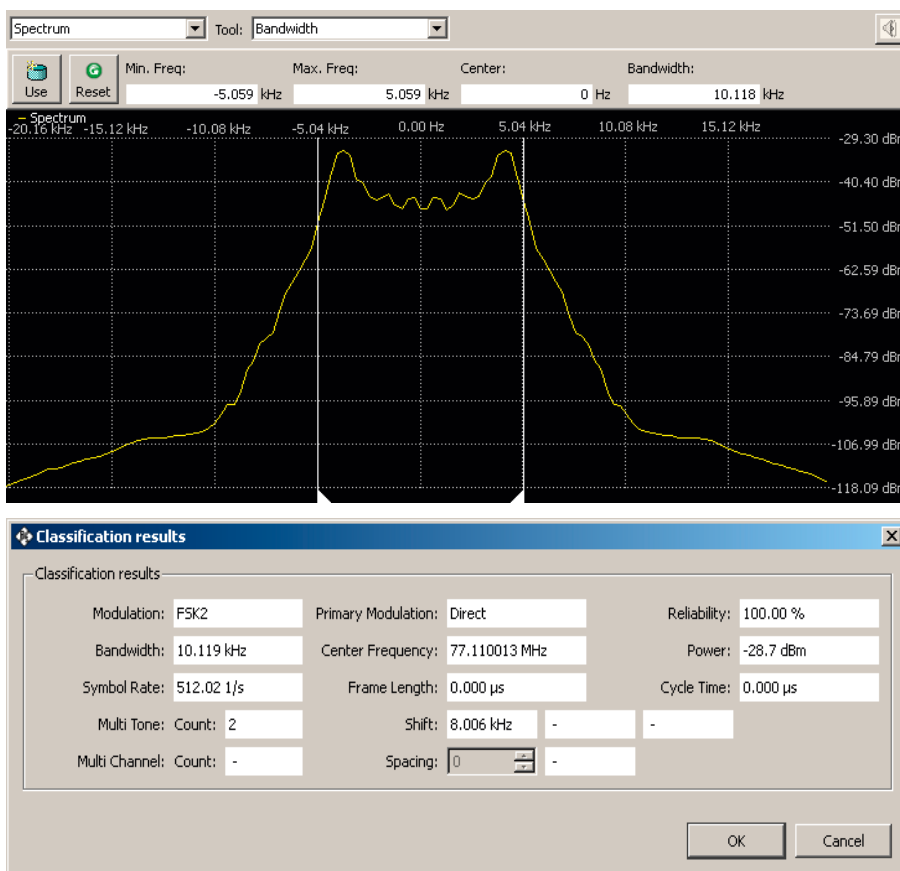 Spectrum Tool: Bandwidth
Min. Freq: Max. Freq: Center: Bandwidth:
Use Reset -5.059 kHz 5.059 kHz 0 Hz 10.118 kHz
Spectrum
-20.16 kHz -15.12 kHz -10.08 kHz -5.04 kHz 0.00 Hz 5.04 kHz 10.08 kHz 15.12 kHz
-29.30 dBr
-40.40 dBr
-51.50 dBr
-62.59 dBr
-73.69 dBr
-84.79 dBr
-95.89 dBr
-106.99 dBr
-118.09 dBr
Classification results
Classification results
Modulation: FSK2 Primary Modulation: Direct Reliability: 100.00 %
Bandwidth: 10.119 kHz Center Frequency: 77.110013 MHz Power: -28.7 dBm
Symbol Rate: 512.02 1/s Frame Length: 0.000 µs Cycle Time: 0.000 µs
Multi Tone: Count: 2 Shift: 8.006 kHz - -
Multi Channel: Count: - Spacing: 0 -
OK Cancel